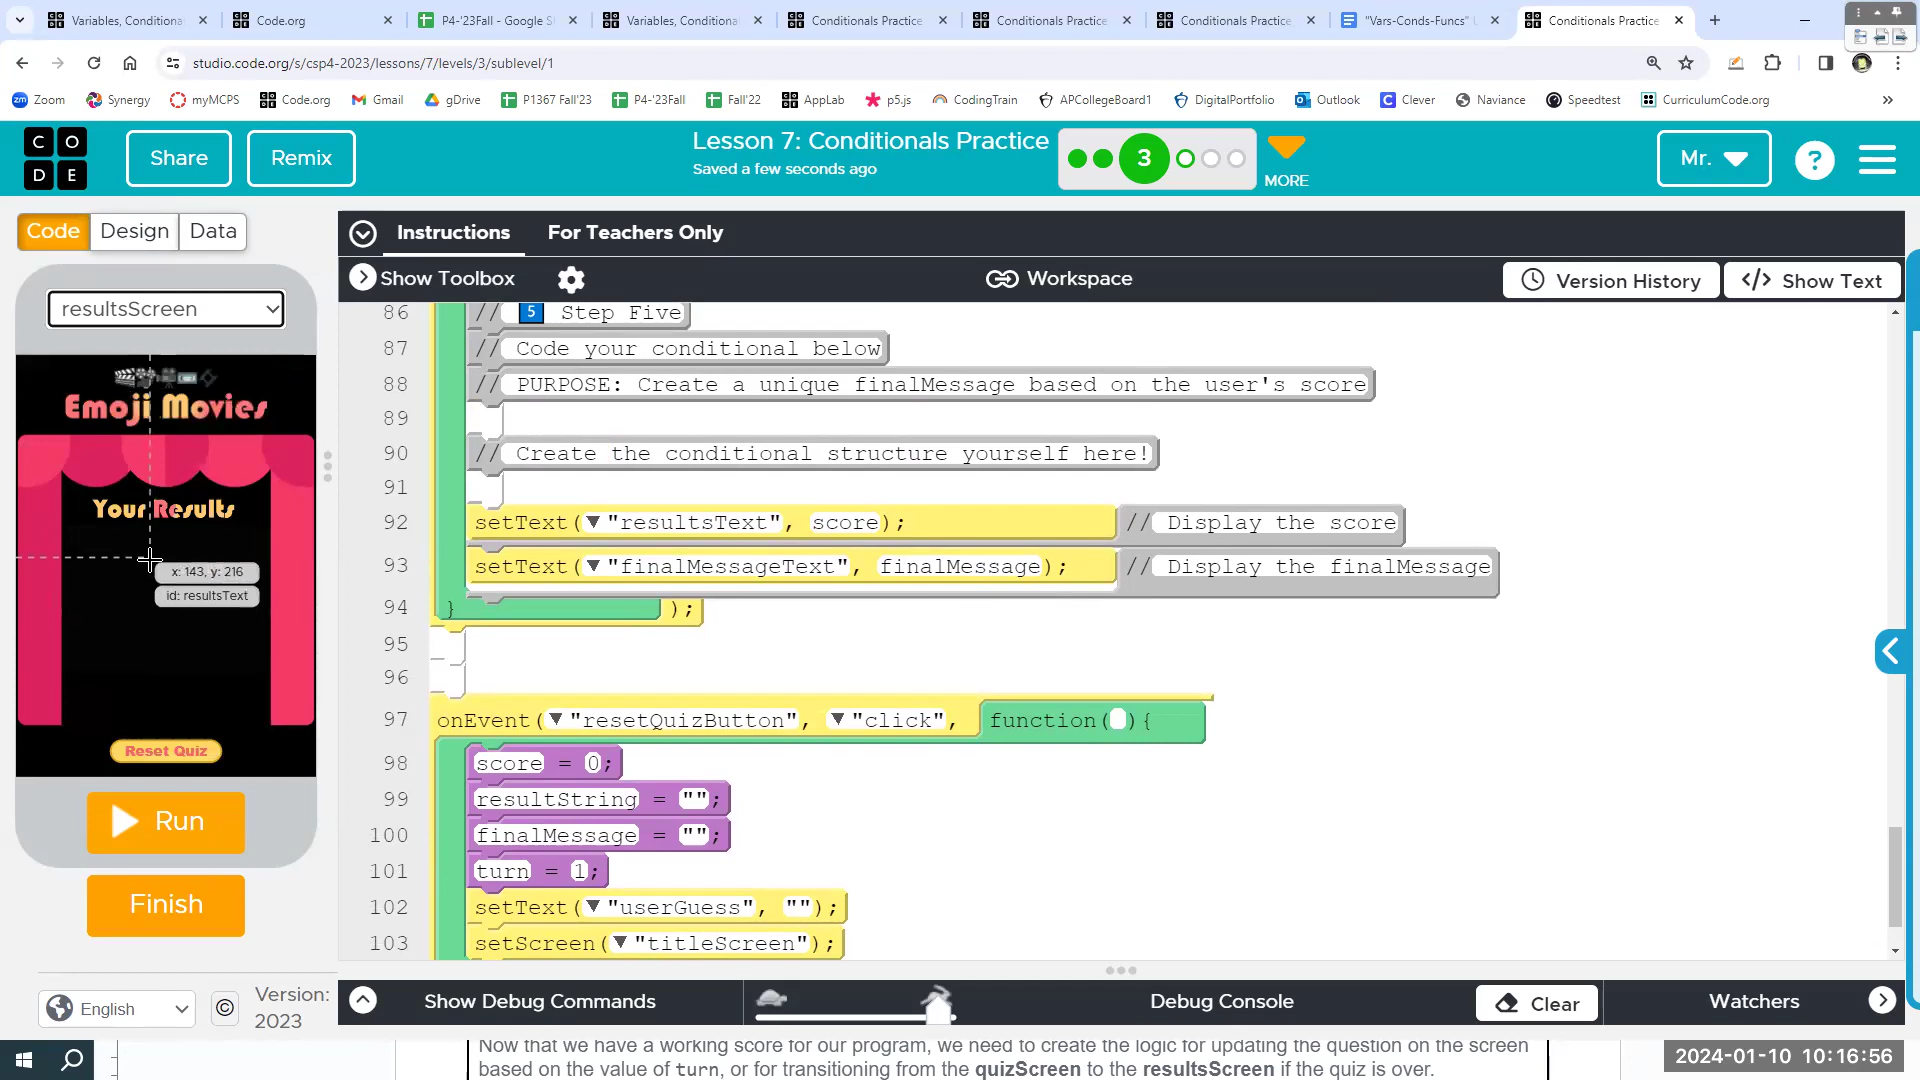 Variables, Conditiona
Code.org
P4-'23Fall - Google S
Variables, Conditiona
Conditionals Practice
Conditionals Practice
Conditionals Practice
"Vars-Conds-Funcs"
Conditionals Practice
studio.code.org/s/csp4-2023/lessons/7/levels/3/sublevel/1
Zoom
Synergy
myMCPS
Code.org
Gmail
gDrive
P1367 Fall'23
P4-'23Fall
Fall'22
AppLab
p5.js
CodingTrain
APCollegeBoard1
DigitalPortfolio
Outlook
Clever
Naviance
Speedtest
CurriculumCode.org
C O D E
Share
Remix
Lesson 7: Conditionals Practice
Saved a few seconds ago
3
MORE
Mr.
?
Code
Design
Data
Instructions
For Teachers Only
Show Toolbox
Workspace
Version History
</> Show Text
resultsScreen
Emoji Movies
Your Results
x: 143, y: 216
id: resultsText
Reset Quiz
Run
Finish
86 // 5 Step Five
87 // Code your conditional below
88 // PURPOSE: Create a unique finalMessage based on the user's score
89
90 // Create the conditional structure yourself here!
91
92 setText(▼"resultsText", score); // Display the score
93 setText(▼"finalMessageText", finalMessage); // Display the finalMessage
94 } );
95
96
97 onEvent(▼"resetQuizButton", ▼"click", function( ){
98 score = 0;
99 resultString = "";
100 finalMessage = "";
101 turn = 1;
102 setText(▼"userGuess", "");
103 setScreen(▼"titleScreen");
English
©
Version:
2023
Show Debug Commands
Debug Console
Clear
Watchers
Now that we have a working score for our program, we need to create the logic for updating the question on the screen
based on the value of turn, or for transitioning from the quizScreen to the resultsScreen if the quiz is over.
2024-01-10 10:16:56